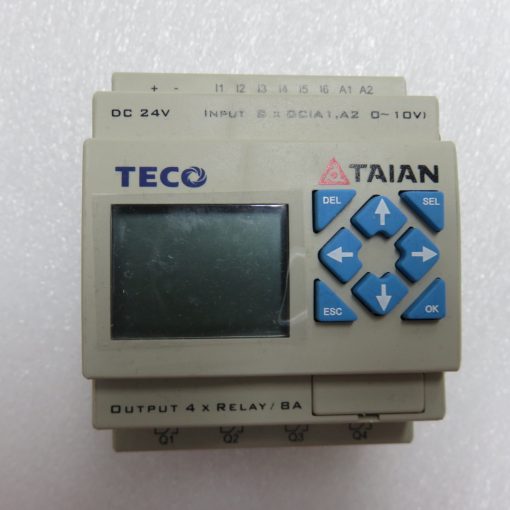 + - I1 I2 I3 I4 I5 I6 A1 A2
DC 24V INPUT 8 x DC(A1,A2 0~10V)
TECO TAIAN
DEL SEL
ESC OK
OUTPUT 4 x RELAY / 8A
Q1 Q2 Q3 Q4